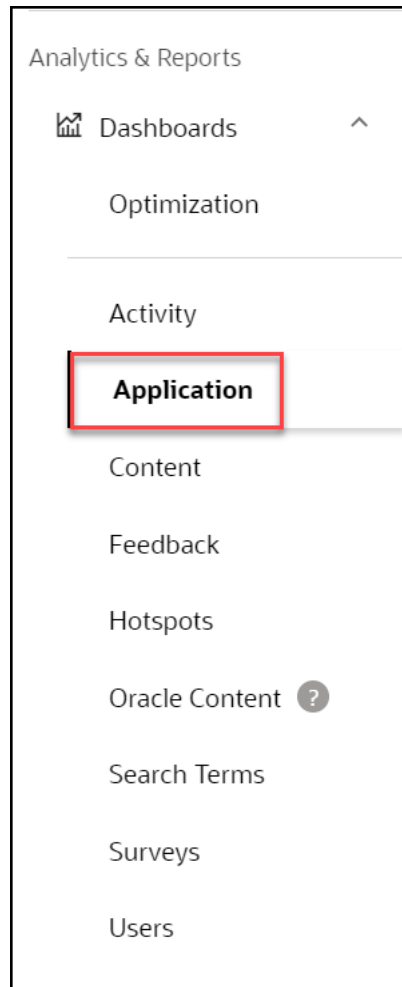 Analytics & Reports
Dashboards
Optimization
Activity
Application
Content
Feedback
Hotspots
Oracle Content ?
Search Terms
Surveys
Users